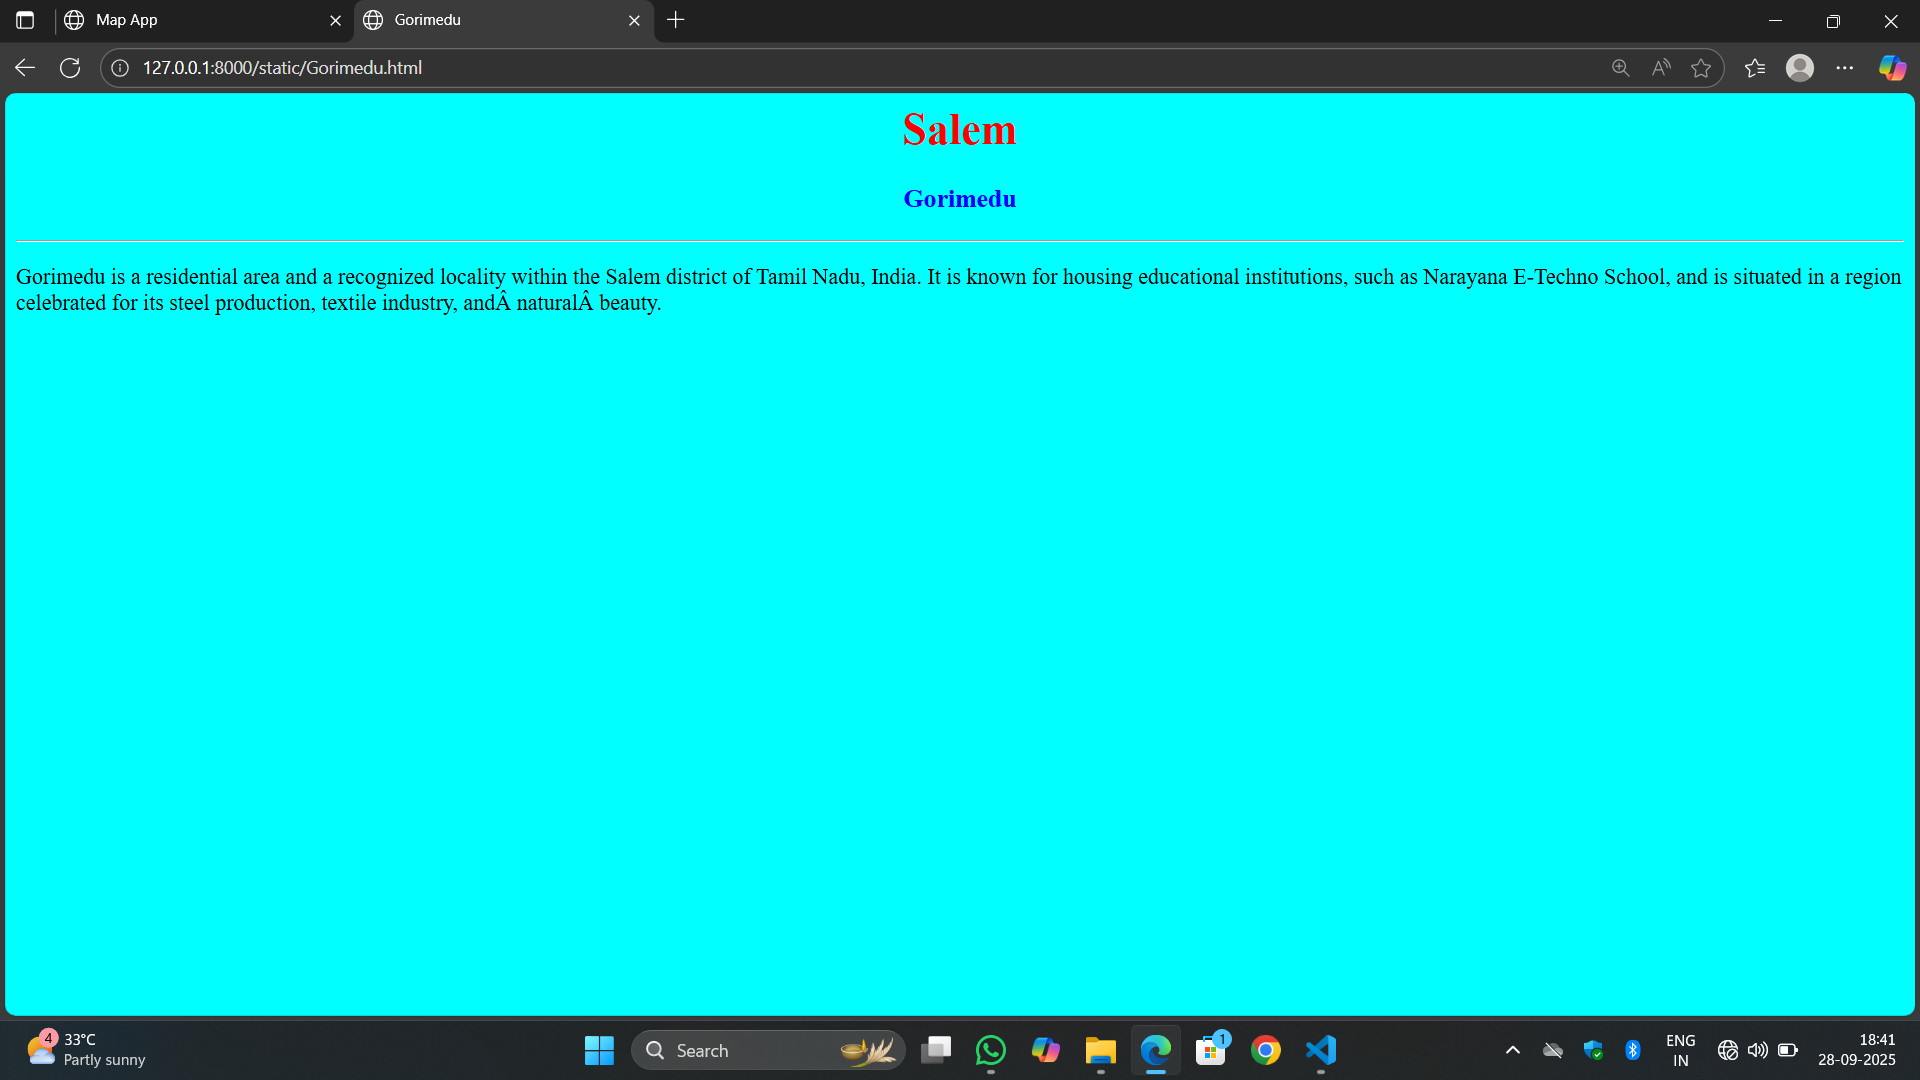 Map App
Gorimedu
127.0.0.1:8000/static/Gorimedu.html
Salem
Gorimedu
Gorimedu is a residential area and a recognized locality within the Salem district of Tamil Nadu, India. It is known for housing educational institutions, such as Narayana E-Techno School, and is situated in a region
celebrated for its steel production, textile industry, andÂ naturalÂ beauty.
4
33°C
Partly sunny
Search
1
ENG
IN
18:41
28-09-2025